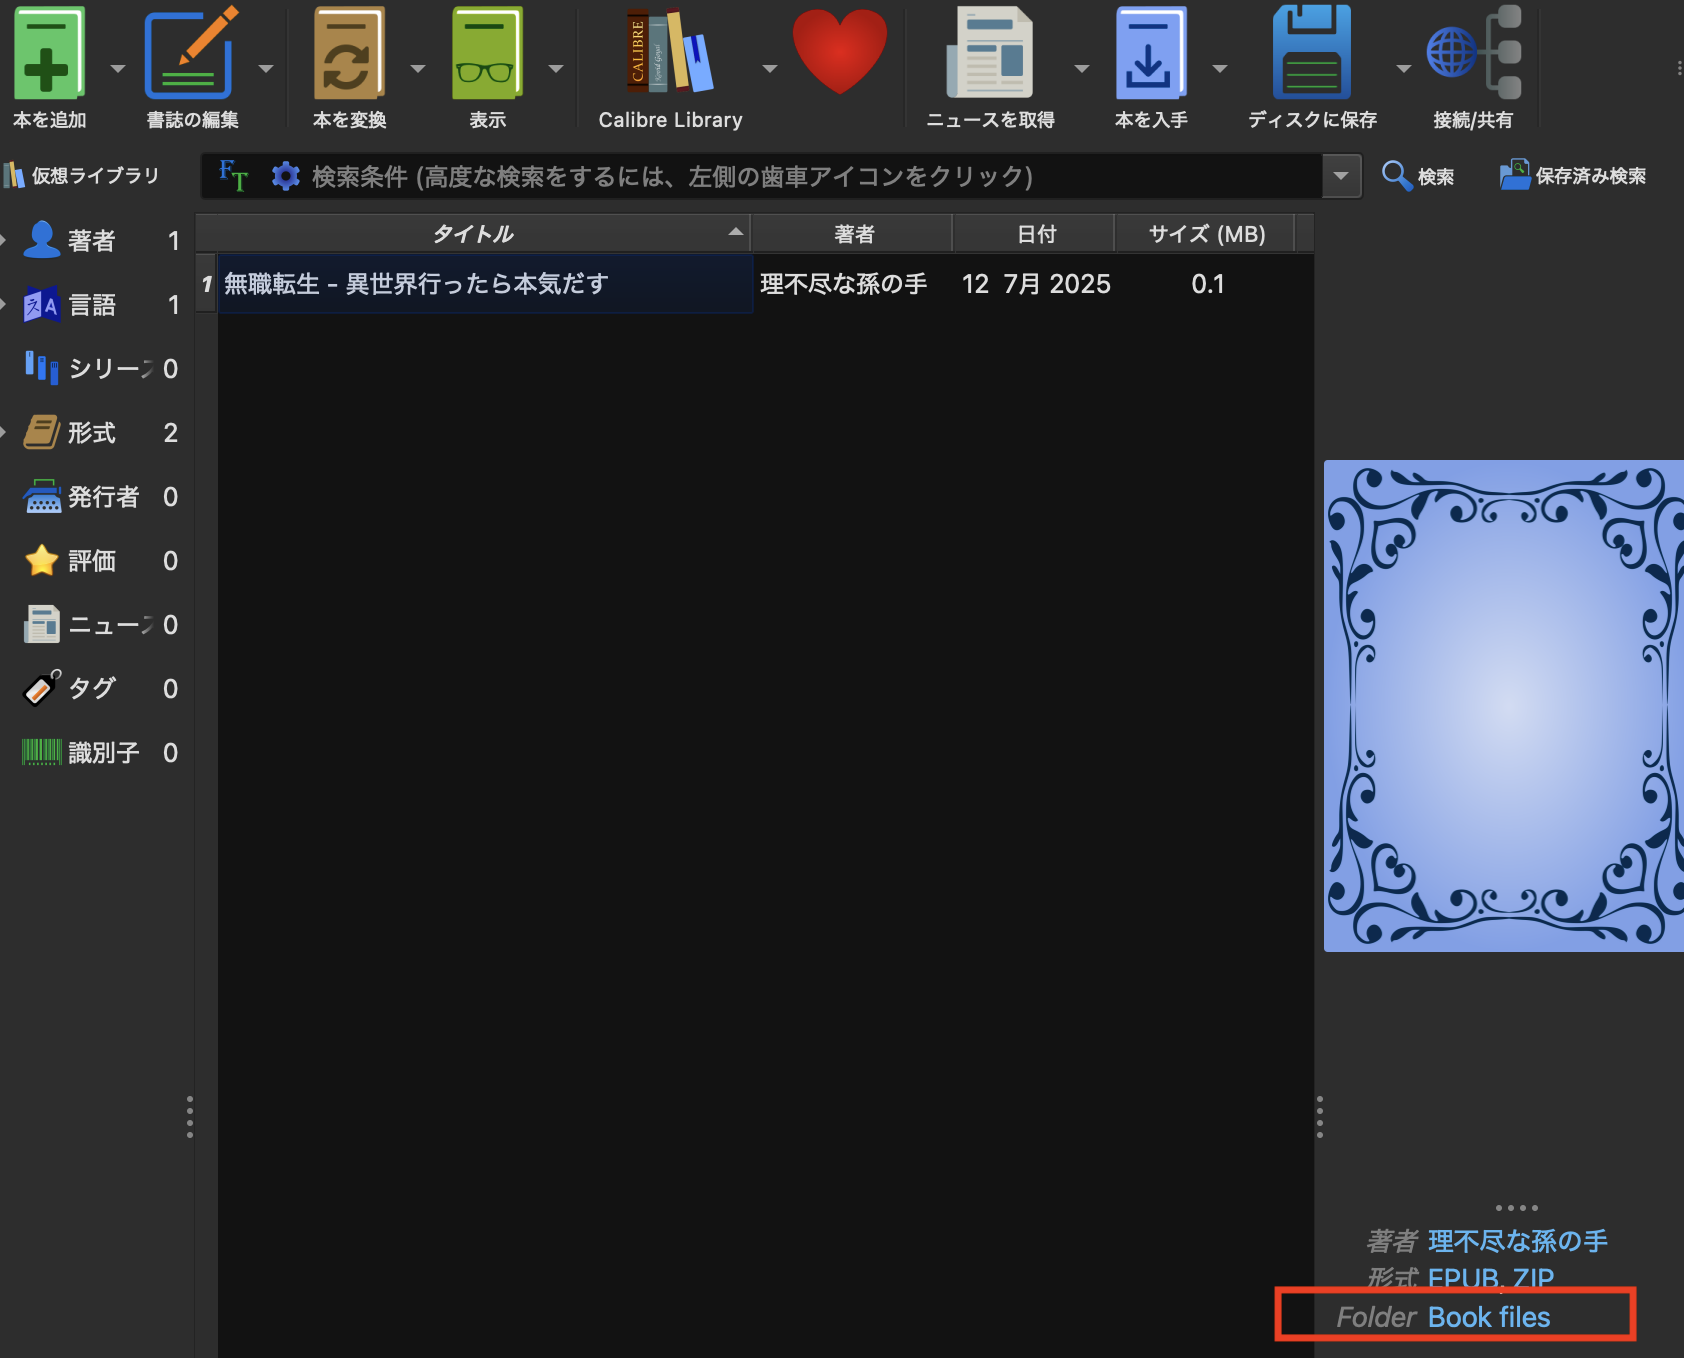 本を追加
書誌の編集
本を変換
表示
CALIBRE
Calibre Library
ニュースを取得
本を入手
ディスクに保存
接続/共有
仮想ライブラリ
FT
検索条件 (高度な検索をするには、左側の歯車アイコンをクリック)
検索
保存済み検索
著者 1
言語 1
シリーズ 0
形式 2
発行者 0
評価 0
ニュース 0
タグ 0
識別子 0
タイトル 著者 日付 サイズ (MB)
1 無職転生 - 異世界行ったら本気だす 理不尽な孫の手 12 7月 2025 0.1
著者 理不尽な孫の手
形式 EPUB, ZIP
Folder Book files